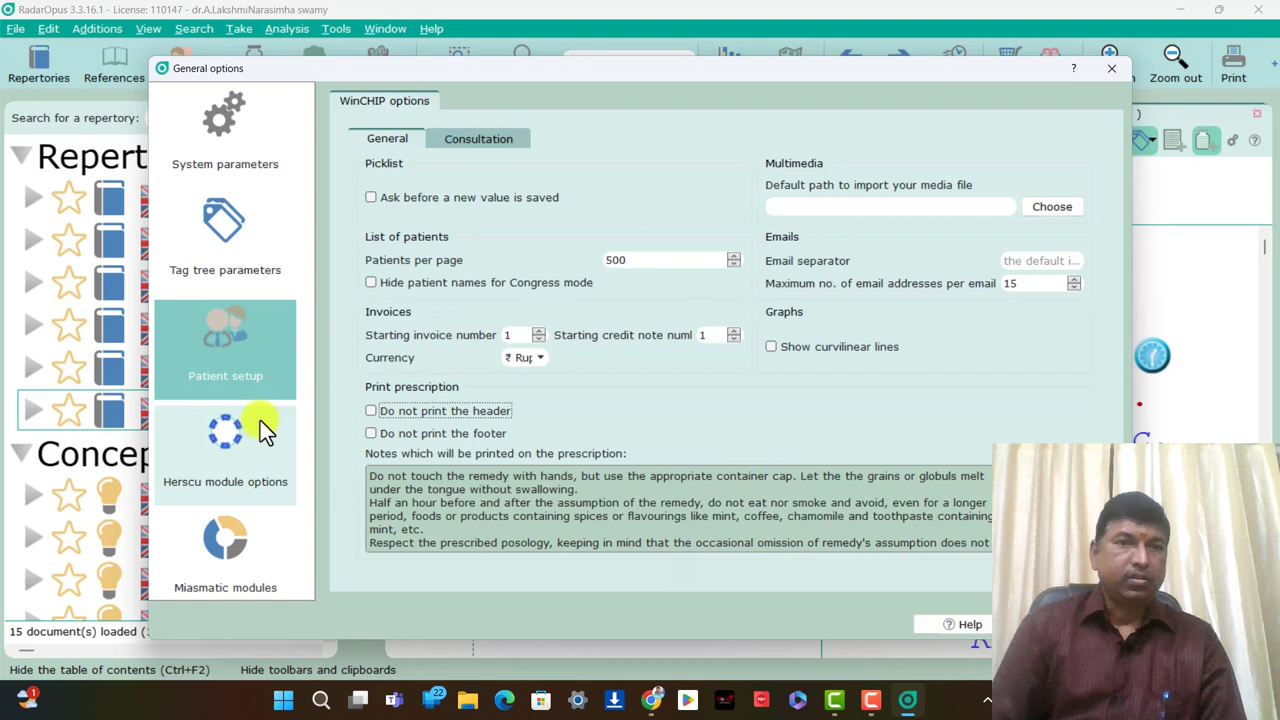 RadarOpus 3.3.16.1 - License: 110147 - dr.A.LakshmiNarasimha swamy
File Edit Additions View Search Take Analysis Tools Window Help
Repertories References Zoom out Print
General options
Search for a repertory:
Repert
Concep
15 document(s) loaded (
System parameters
Tag tree parameters
Patient setup
Herscu module options
Miasmatic modules
WinCHIP options
General Consultation
Picklist
Ask before a new value is saved
List of patients
Patients per page 500
Hide patient names for Congress mode
Invoices
Starting invoice number 1 Starting credit note numl 1
Currency ₹ Rup
Print prescription
Do not print the header
Do not print the footer
Notes which will be printed on the prescription:
Do not touch the remedy with hands, but use the appropriate container cap. Let the the grains or globuls melt
under the tongue without swallowing.
Half an hour before and after the assumption of the remedy, do not eat nor smoke and avoid, even for a longer
period, foods or products containing spices or flavourings like mint, coffee, chamomile and toothpaste containing
mint, etc.
Respect the prescribed posology, keeping in mind that the occasional omission of remedy's assumption does not
Multimedia
Default path to import your media file
Choose
Emails
Email separator the default i...
Maximum no. of email addresses per email 15
Graphs
Show curvilinear lines
Help
Hide the table of contents (Ctrl+F2) Hide toolbars and clipboards
1 22